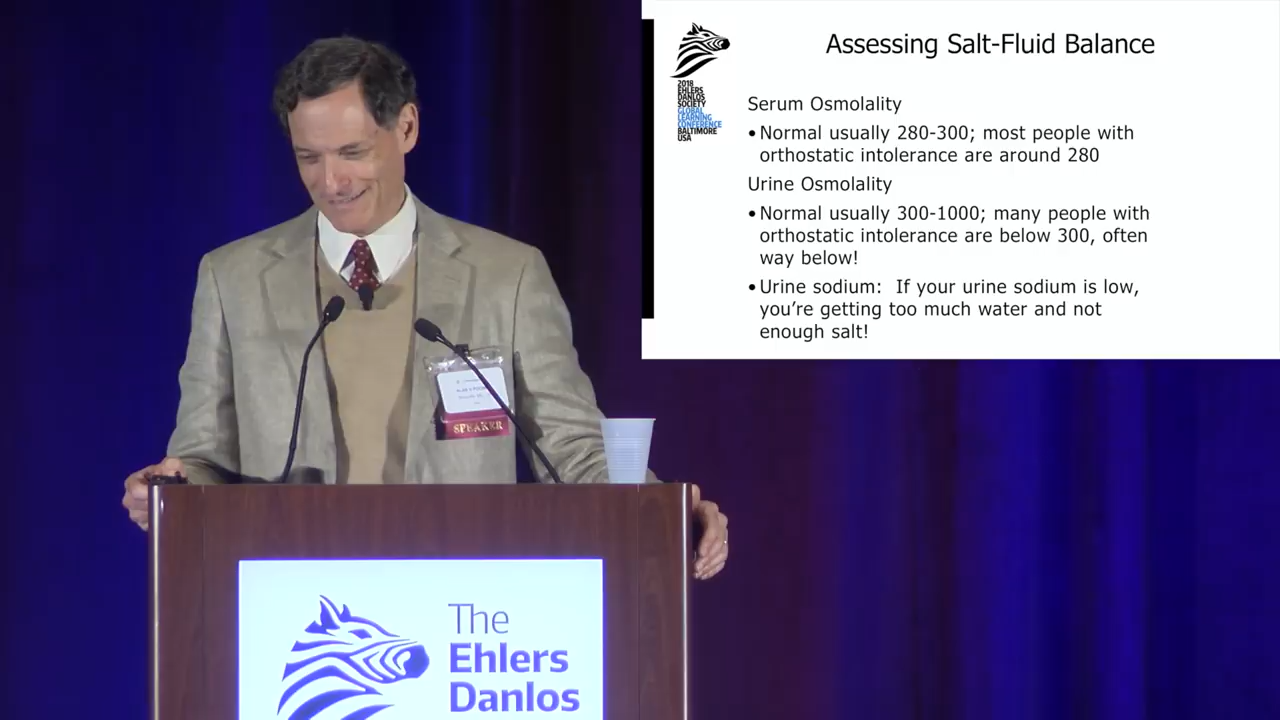 Assessing Salt-Fluid Balance
2018
EHLERS
DANLOS
SOCIETY
GLOBAL
LEARNING
CONFERENCE
BALTIMORE
USA
Serum Osmolality
•Normal usually 280-300; most people with
orthostatic intolerance are around 280
Urine Osmolality
•Normal usually 300-1000; many people with
orthostatic intolerance are below 300, often
way below!
•Urine sodium:  If your urine sodium is low,
you’re getting too much water and not
enough salt!
SPEAKER
The
Ehlers
Danlos